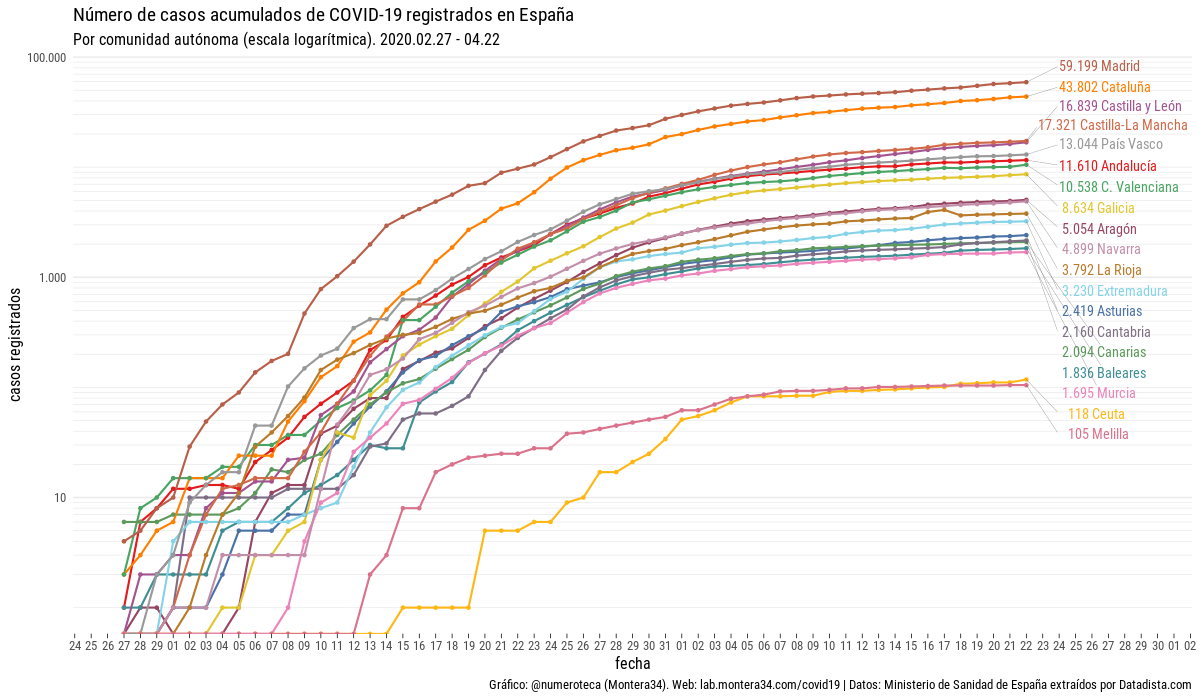 Número de casos acumulados de COVID-19 registrados en España
Por comunidad autónoma (escala logarítmica). 2020.02.27 - 04.22
100.000
1.000
10
casos registrados
59.199 Madrid
43.802 Cataluña
16.839 Castilla y León
17.321 Castilla-La Mancha
13.044 País Vasco
11.610 Andalucía
10.538 C. Valenciana
8.634 Galicia
5.054 Aragón
4.899 Navarra
3.792 La Rioja
3.230 Extremadura
2.419 Asturias
2.160 Cantabria
2.094 Canarias
1.836 Baleares
1.695 Murcia
118 Ceuta
105 Melilla
24 25 26 27 28 29 01 02 03 04 05 06 07 08 09 10 11 12 13 14 15 16 17 18 19 20 21 22 23 24 25 26 27 28 29 30 31 01 02 03 04 05 06 07 08 09 10 11 12 13 14 15 16 17 18 19 20 21 22 23 24 25 26 27 28 29 30 01 02
fecha
Gráfico: @numeroteca (Montera34). Web: lab.montera34.com/covid19 | Datos: Ministerio de Sanidad de España extraídos por Datadista.com